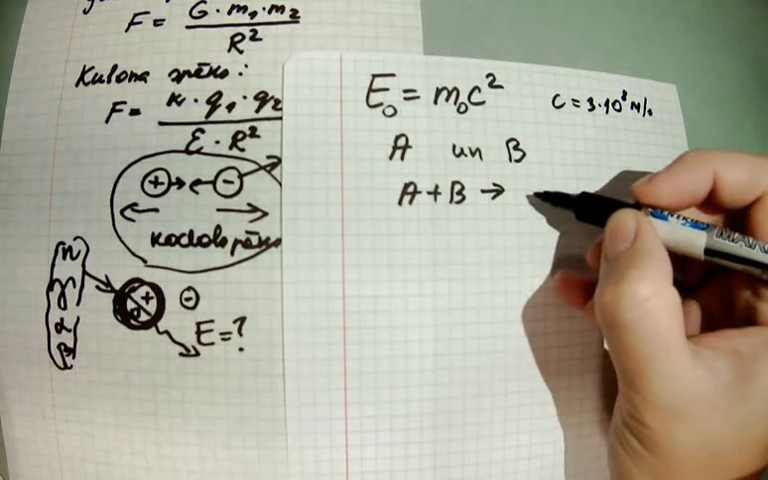 F = G · m₁ · m₂ / R²
Kulona spēks:
F = k · q₁ · q₂ / ε · R²
+ → ← −
kodolspēks
n
γ
α
β
+
−
E = ?
E₀ = m₀c²
c = 3·10⁸ m/s
A un B
A + B →